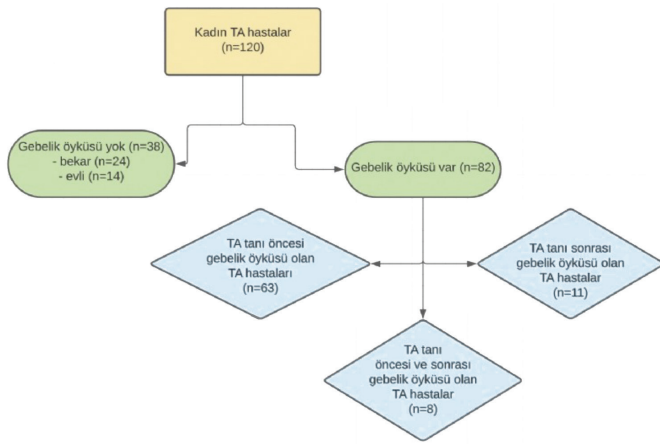 Kadın TA hastalar
(n=120)
Gebelik öyküsü yok (n=38)
- bekar (n=24)
- evli (n=14)
Gebelik öyküsü var (n=82)
TA tanı öncesi
gebelik öyküsü olan
TA hastaları
(n=63)
TA tanı sonrası
gebelik öyküsü olan
TA hastalar
(n=11)
TA tanı
öncesi ve sonrası
gebelik öyküsü olan
TA hastalar
(n=8)